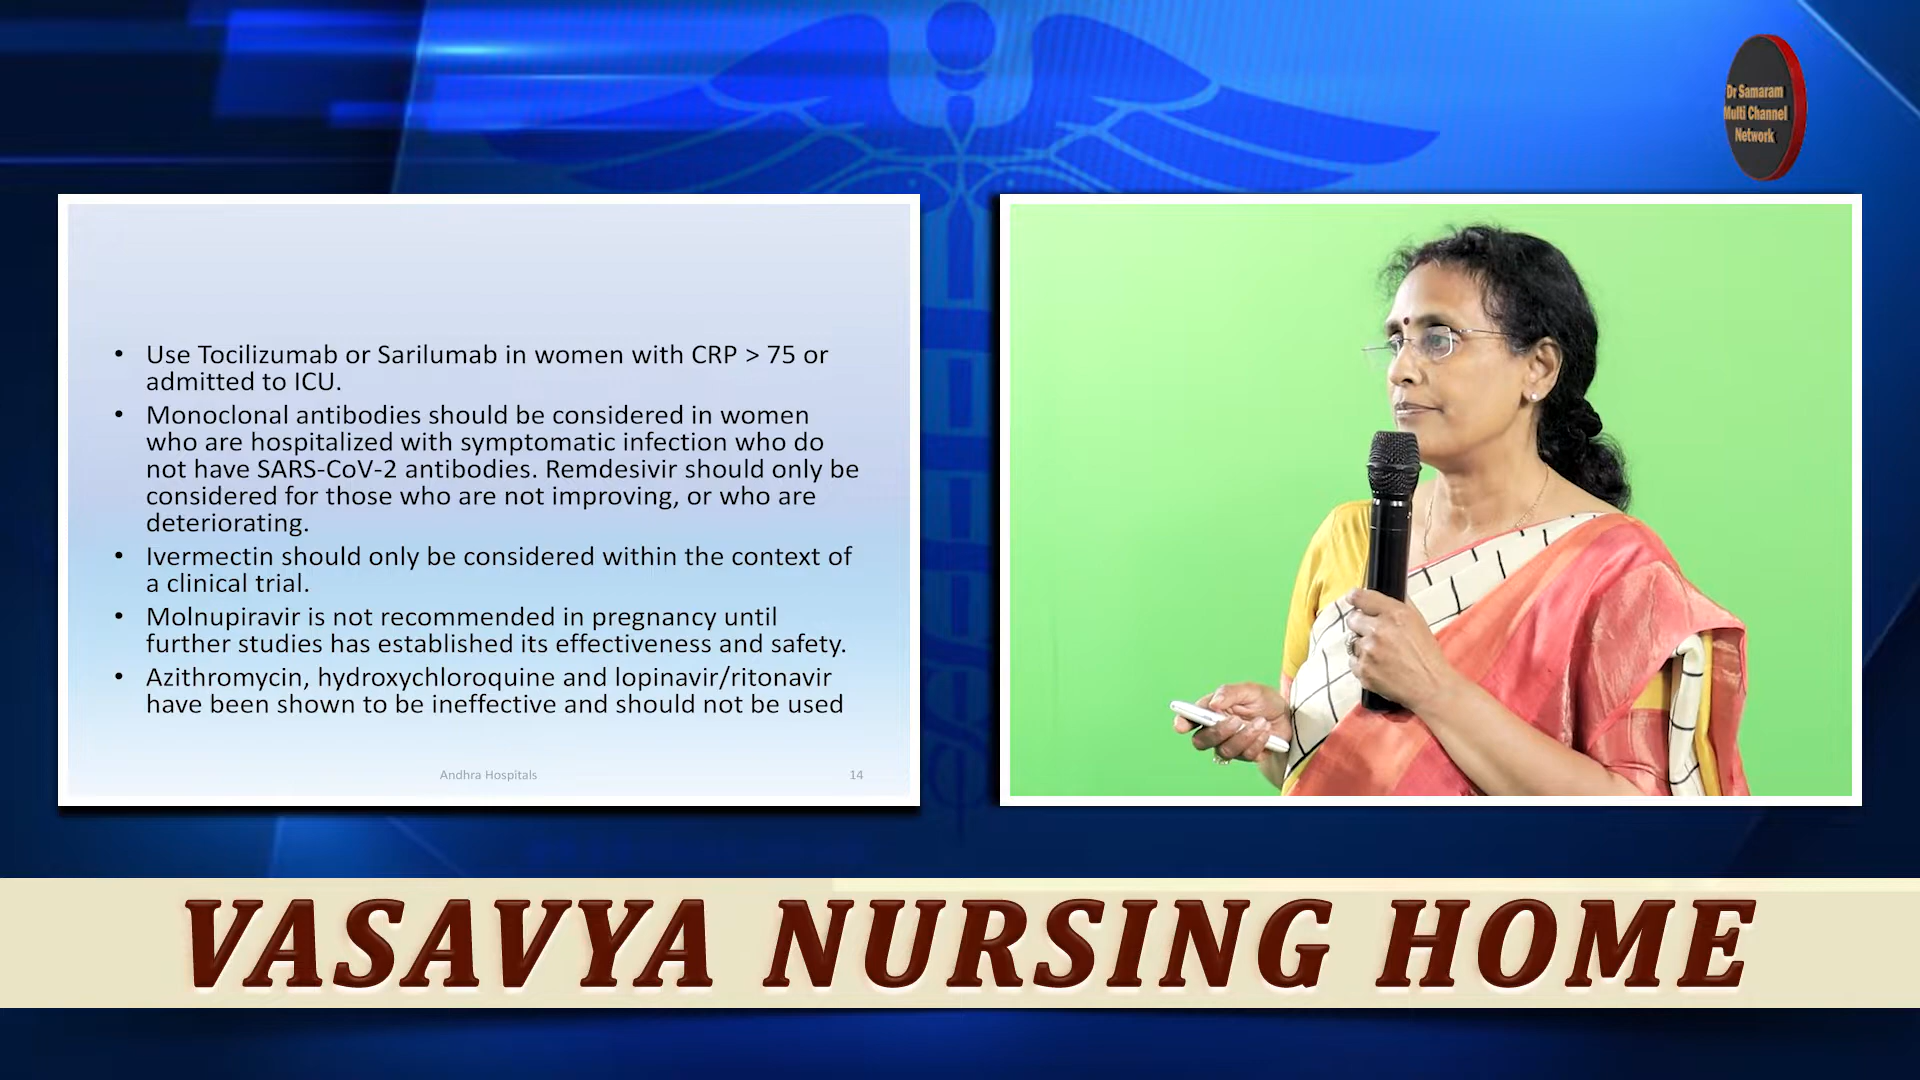 Dr Samaram
Multi Channel
Network
• Use Tocilizumab or Sarilumab in women with CRP > 75 or
admitted to ICU.
• Monoclonal antibodies should be considered in women
who are hospitalized with symptomatic infection who do
not have SARS-CoV-2 antibodies. Remdesivir should only be
considered for those who are not improving, or who are
deteriorating.
• Ivermectin should only be considered within the context of
a clinical trial.
• Molnupiravir is not recommended in pregnancy until
further studies has established its effectiveness and safety.
• Azithromycin, hydroxychloroquine and lopinavir/ritonavir
have been shown to be ineffective and should not be used
Andhra Hospitals 14
VASAVYA NURSING HOME